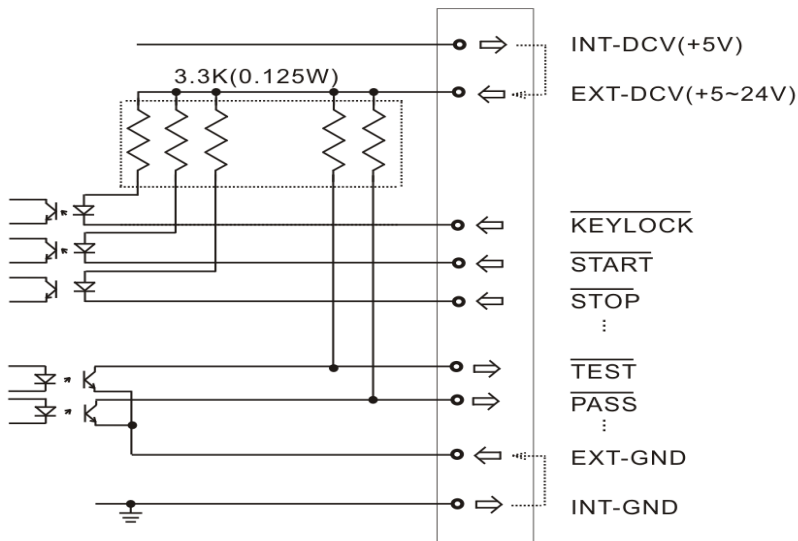 INT-DCV(+5V)
3.3K(0.125W)
EXT-DCV(+5~24V)
KEYLOCK
START
STOP
⋮
TEST
PASS
⋮
EXT-GND
INT-GND